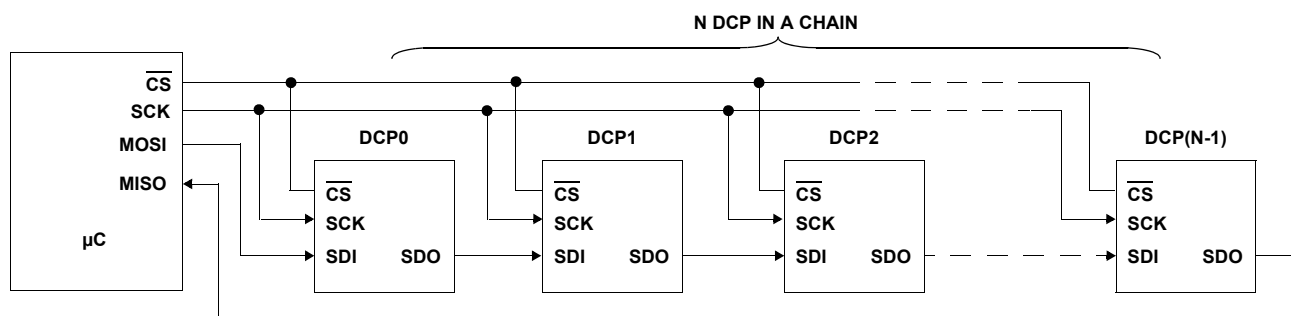 N DCP IN A CHAIN
CS
SCK
MOSI
MISO
µC
DCP0
CS
SCK
SDI SDO
DCP1
CS
SCK
SDI SDO
DCP2
CS
SCK
SDI SDO
DCP(N-1)
CS
SCK
SDI SDO